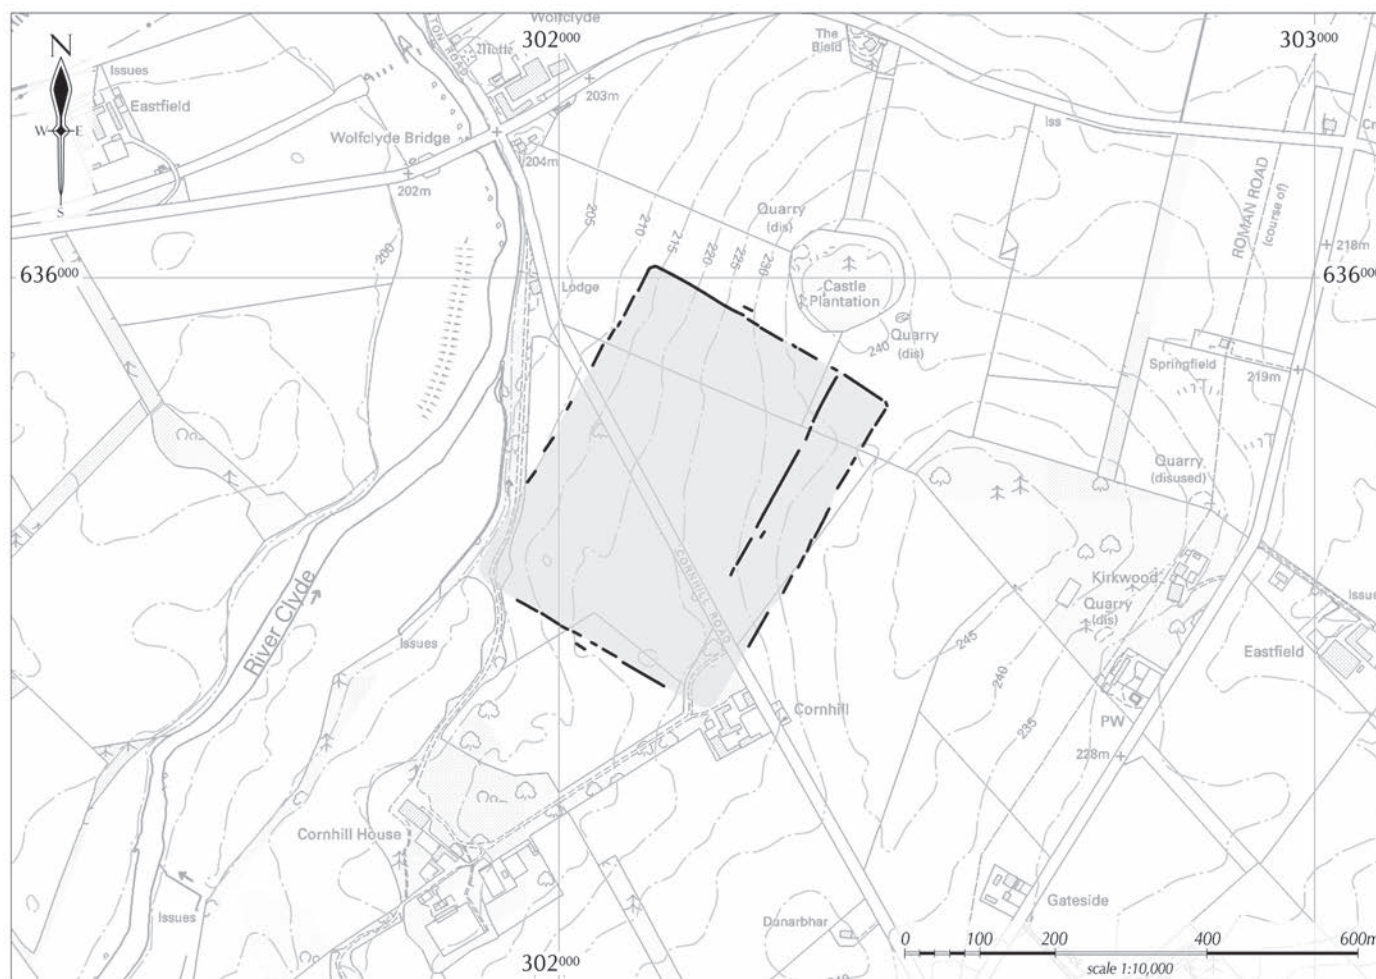 Wolfclyde
302000
303000
N
W
E
S
Issues
Eastfield
The
Bield
203m
Wolfclyde Bridge
204m
202m
Iss
ROMAN ROAD
(course of)
205
210
215
220
225
230
Quarry
(dis)
200
218m
636000
636000
Lodge
Castle
Plantation
Quarry
(dis)
240
Springfield
219m
Quarry
(disused)
CORNHILL ROAD
River Clyde
Kirkwood
Quarry
(dis)
Issues
245
240
Eastfield
235
Cornhill
PW
228m
Cornhill House
Gateside
Issues
Dunarbhar
302000
0 100 200 400 600m
scale 1:10,000